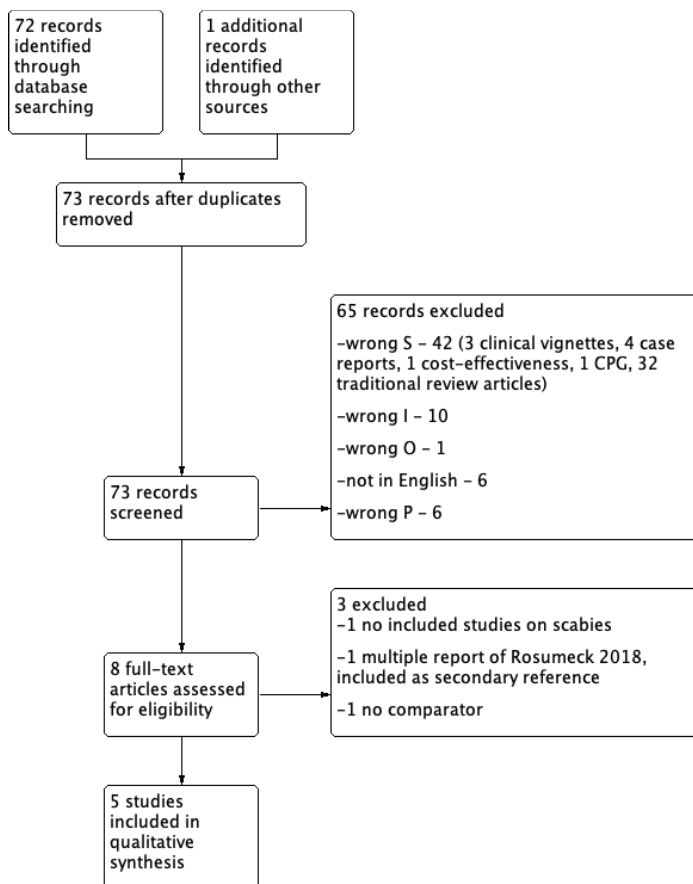 72 records
identified
through
database
searching
1 additional
records
identified
through other
sources
73 records after duplicates
removed
65 records excluded
-wrong S - 42 (3 clinical vignettes, 4 case
reports, 1 cost-effectiveness, 1 CPG, 32
traditional review articles)
-wrong I - 10
-wrong O - 1
-not in English - 6
-wrong P - 6
73 records
screened
3 excluded
-1 no included studies on scabies
-1 multiple report of Rosumeck 2018,
included as secondary reference
-1 no comparator
8 full-text
articles assessed
for eligibility
5 studies
included in
qualitative
synthesis